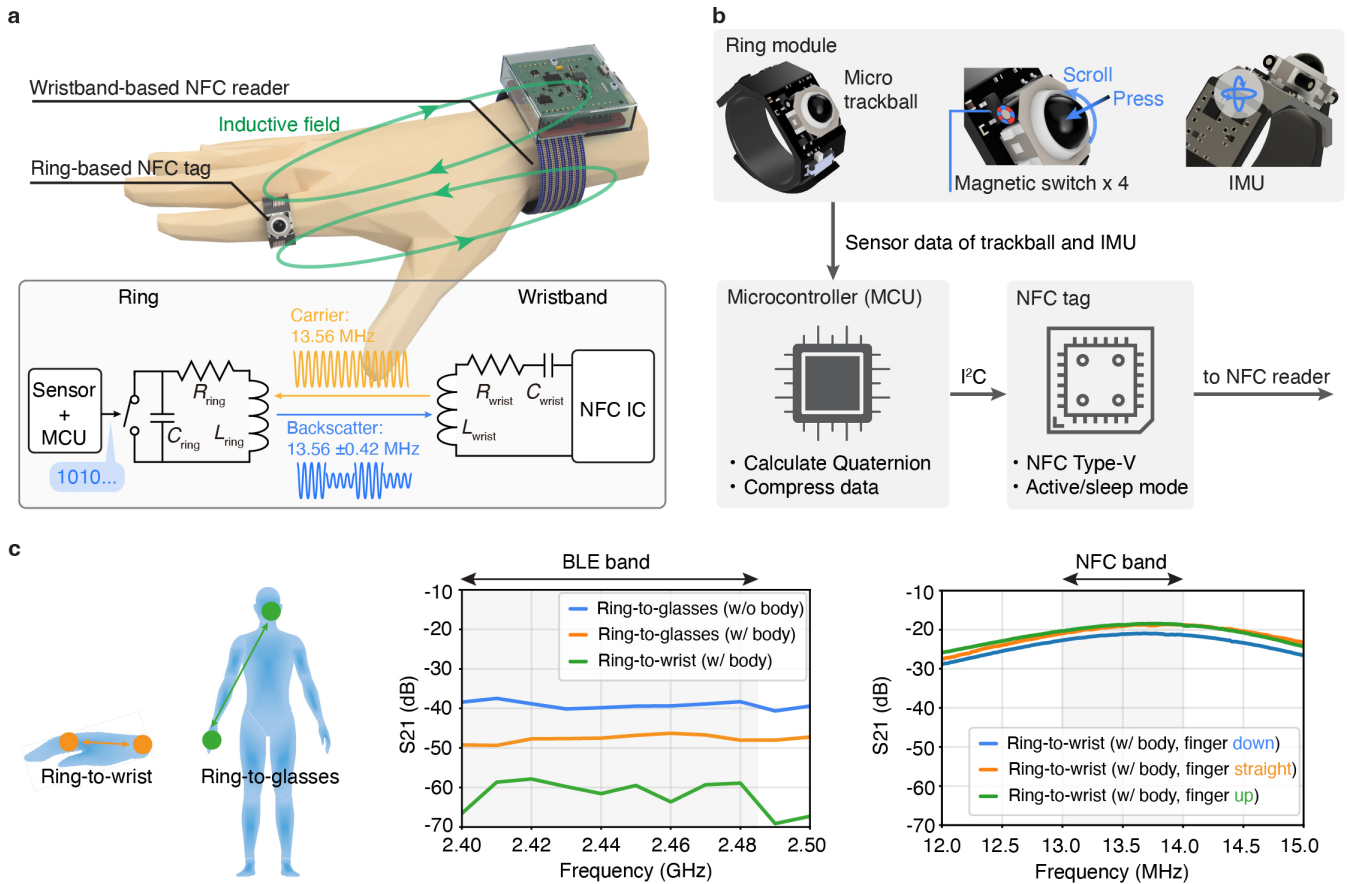 a
Wristband-based NFC reader
Inductive field
Ring-based NFC tag
Ring
Wristband
Carrier:
13.56 MHz
Sensor
+
MCU
1010...
R_ring
C_ring
L_ring
Backscatter:
13.56 ±0.42 MHz
R_wrist
C_wrist
L_wrist
NFC IC
b
Ring module
Micro
trackball
Scroll
Press
Magnetic switch x 4
IMU
Sensor data of trackball and IMU
Microcontroller (MCU)
• Calculate Quaternion
• Compress data
I²C
NFC tag
• NFC Type-V
• Active/sleep mode
to NFC reader
c
Ring-to-wrist
Ring-to-glasses
BLE band
S21 (dB)
-10
-20
-30
-40
-50
-60
-70
Ring-to-glasses (w/o body)
Ring-to-glasses (w/ body)
Ring-to-wrist (w/ body)
2.40 2.42 2.44 2.46 2.48 2.50
Frequency (GHz)
NFC band
S21 (dB)
-10
-20
-30
-40
-50
-60
-70
Ring-to-wrist (w/ body, finger down)
Ring-to-wrist (w/ body, finger straight)
Ring-to-wrist (w/ body, finger up)
12.0 12.5 13.0 13.5 14.0 14.5 15.0
Frequency (MHz)